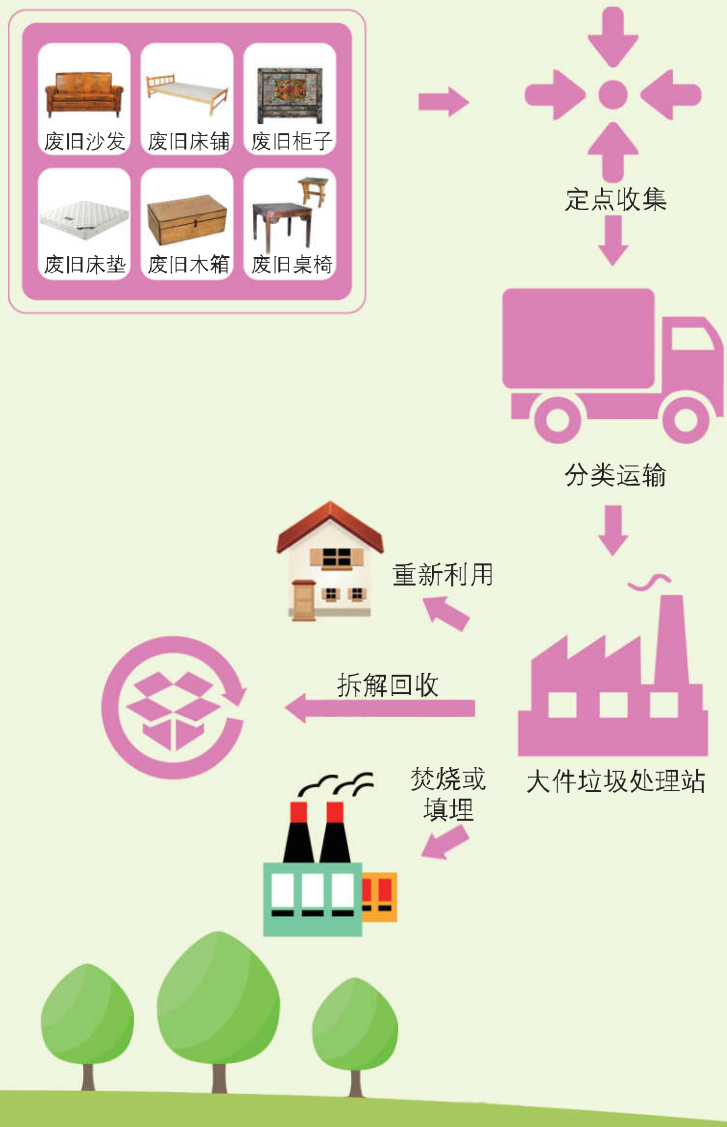 废旧沙发
废旧床铺
废旧柜子
废旧床垫
废旧木箱
废旧桌椅
定点收集
分类运输
重新利用
拆解回收
大件垃圾处理站
焚烧或
填埋